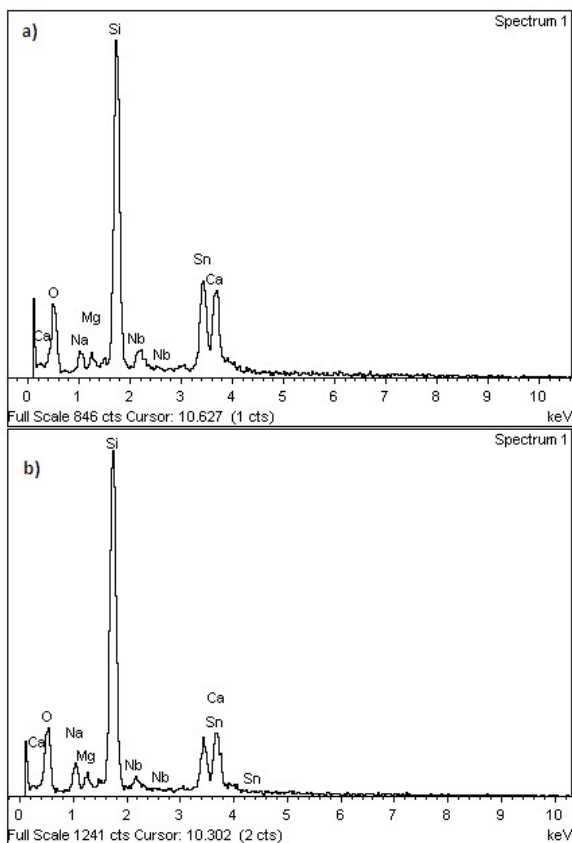 a)
Si
Spectrum 1
Sn
Ca
O
Mg
Ca
Na
Nb
Nb
0 1 2 3 4 5 6 7 8 9 10
Full Scale 846 cts Cursor: 10.627 (1 cts)
keV
Si
Spectrum 1
b)
Ca
O
Na
Sn
Ca
Mg
Nb
Nb
Sn
0 1 2 3 4 5 6 7 8 9 10
Full Scale 1241 cts Cursor: 10.302 (2 cts)
keV